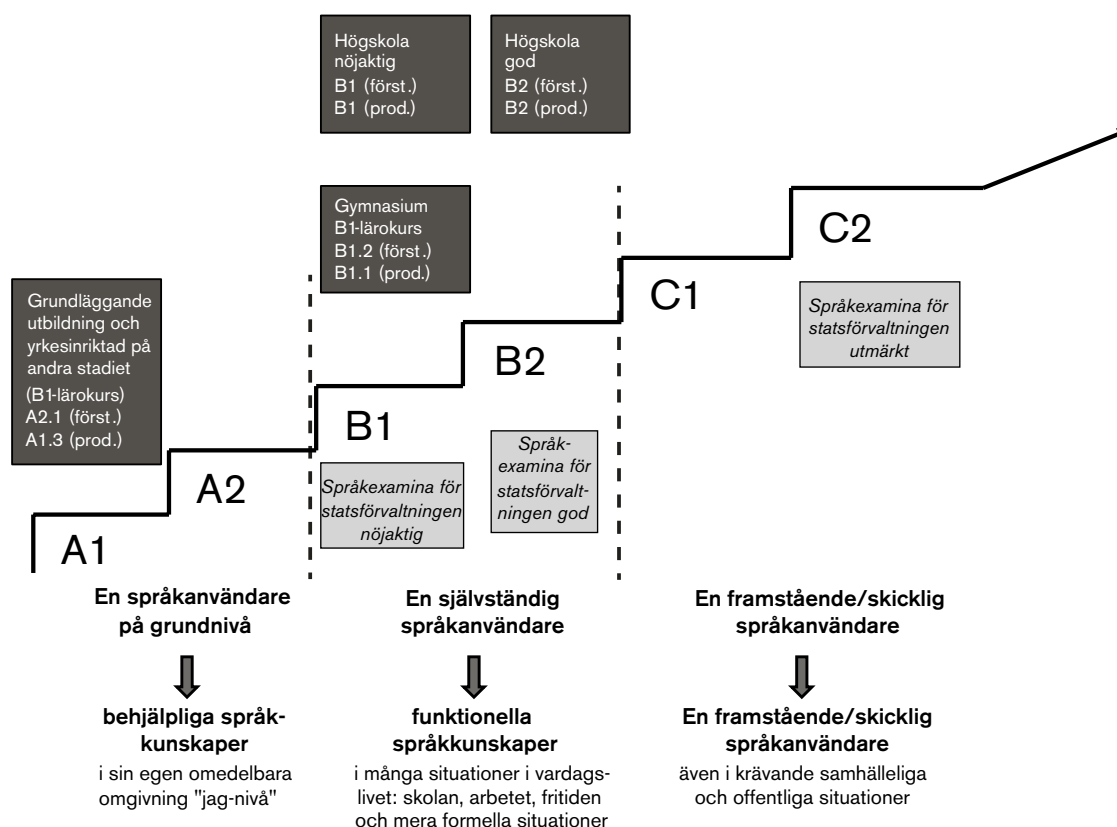 Högskola
nöjaktig
B1 (först.)
B1 (prod.)
Högskola
god
B2 (först.)
B2 (prod.)
Gymnasium
B1-lärokurs
B1.2 (först.)
B1.1 (prod.)
Grundläggande
utbildning och
yrkesinriktad på
andra stadiet
(B1-lärokurs)
A2.1 (först.)
A1.3 (prod.)
C2
C1
B2
B1
A2
A1
Språkexamina för
statsförvaltningen
utmärkt
Språk-
examina för
statsförvalt-
ningen god
Språkexamina för
statsförvaltningen
nöjaktig
En språkanvändare
på grundnivå
behjälpliga språk-
kunskaper
i sin egen omedelbara
omgivning "jag-nivå"
En självständig
språkanvändare
funktionella
språkkunskaper
i många situationer i vardags-
livet: skolan, arbetet, fritiden
och mera formella situationer
En framstående/skicklig
språkanvändare
En framstående/skicklig
språkanvändare
även i krävande samhälleliga
och offentliga situationer